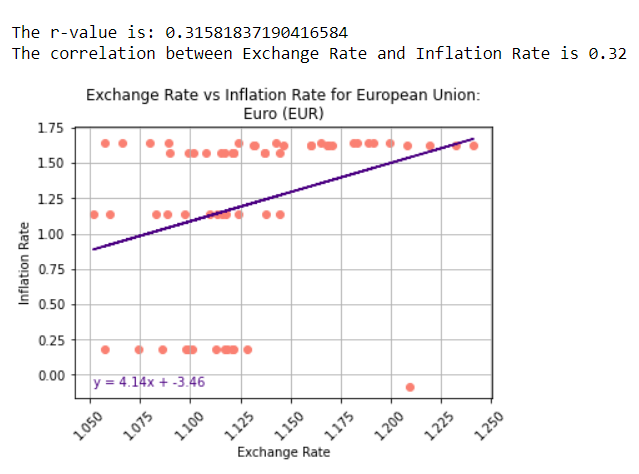 The r-value is: 0.31581837190416584
The correlation between Exchange Rate and Inflation Rate is 0.32
Exchange Rate vs Inflation Rate for European Union:
Euro (EUR)
1.75
1.50
1.25
1.00
0.75
0.50
0.25
0.00
Inflation Rate
y = 4.14x + -3.46
1.050 1.075 1.100 1.125 1.150 1.175 1.200 1.225 1.250
Exchange Rate